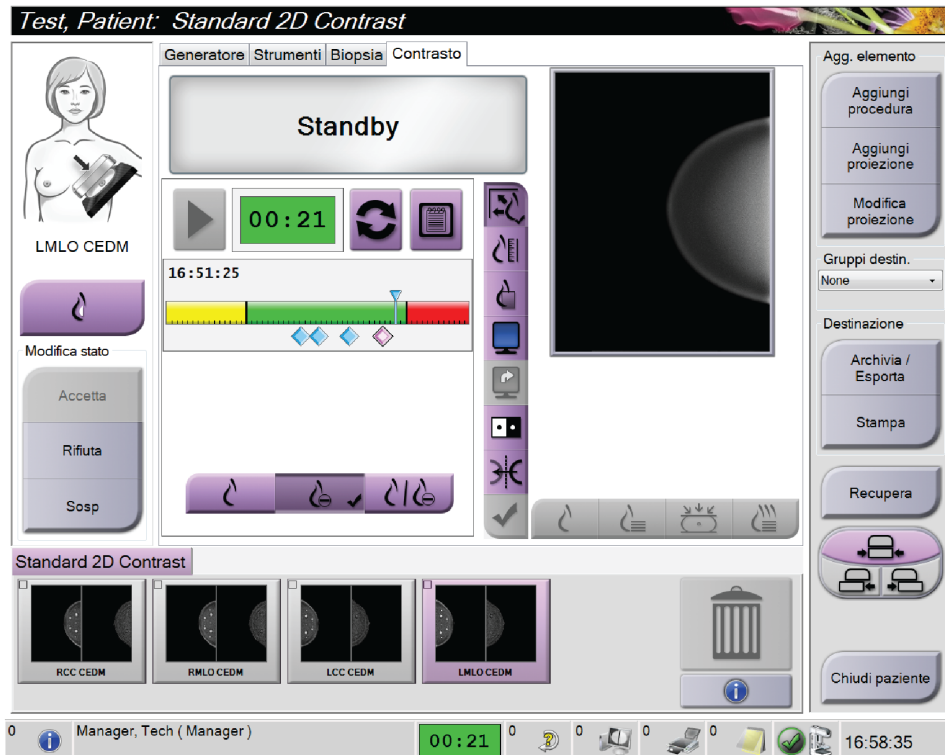 Test, Patient: Standard 2D Contrast
Generatore Strumenti Biopsia Contrasto
Standby
LMLO CEDM
00:21
16:51:25
Modifica stato
Accetta
Rifiuta
Sosp
Agg. elemento
Aggiungi
procedura
Aggiungi
proiezione
Modifica
proiezione
Gruppi destin.
None
Destinazione
Archivia /
Esporta
Stampa
Recupera
Chiudi paziente
Standard 2D Contrast
RCC CEDM
RMLO CEDM
LCC CEDM
LMLO CEDM
0 Manager, Tech ( Manager ) 00:21 0 0 0 16:58:35